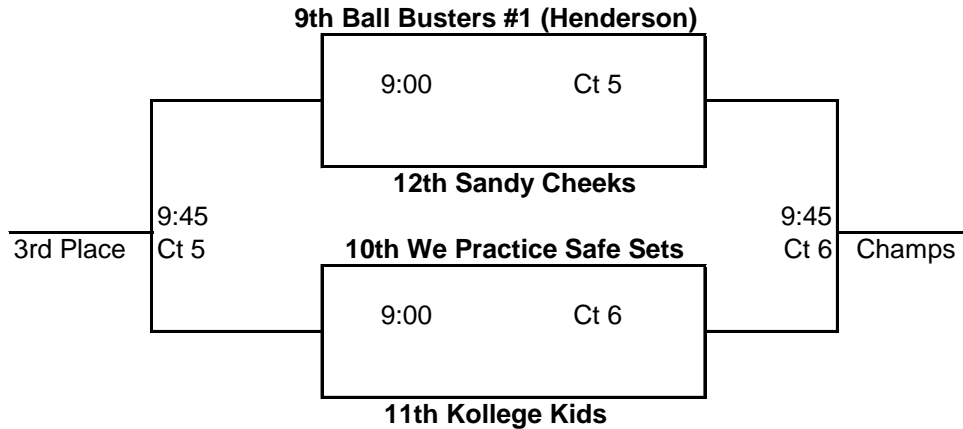 9th Ball Busters #1 (Henderson)
9:00 Ct 5
12th Sandy Cheeks
9:45 9:45
3rd Place Ct 5 10th We Practice Safe Sets Ct 6 Champs
9:00 Ct 6
11th Kollege Kids